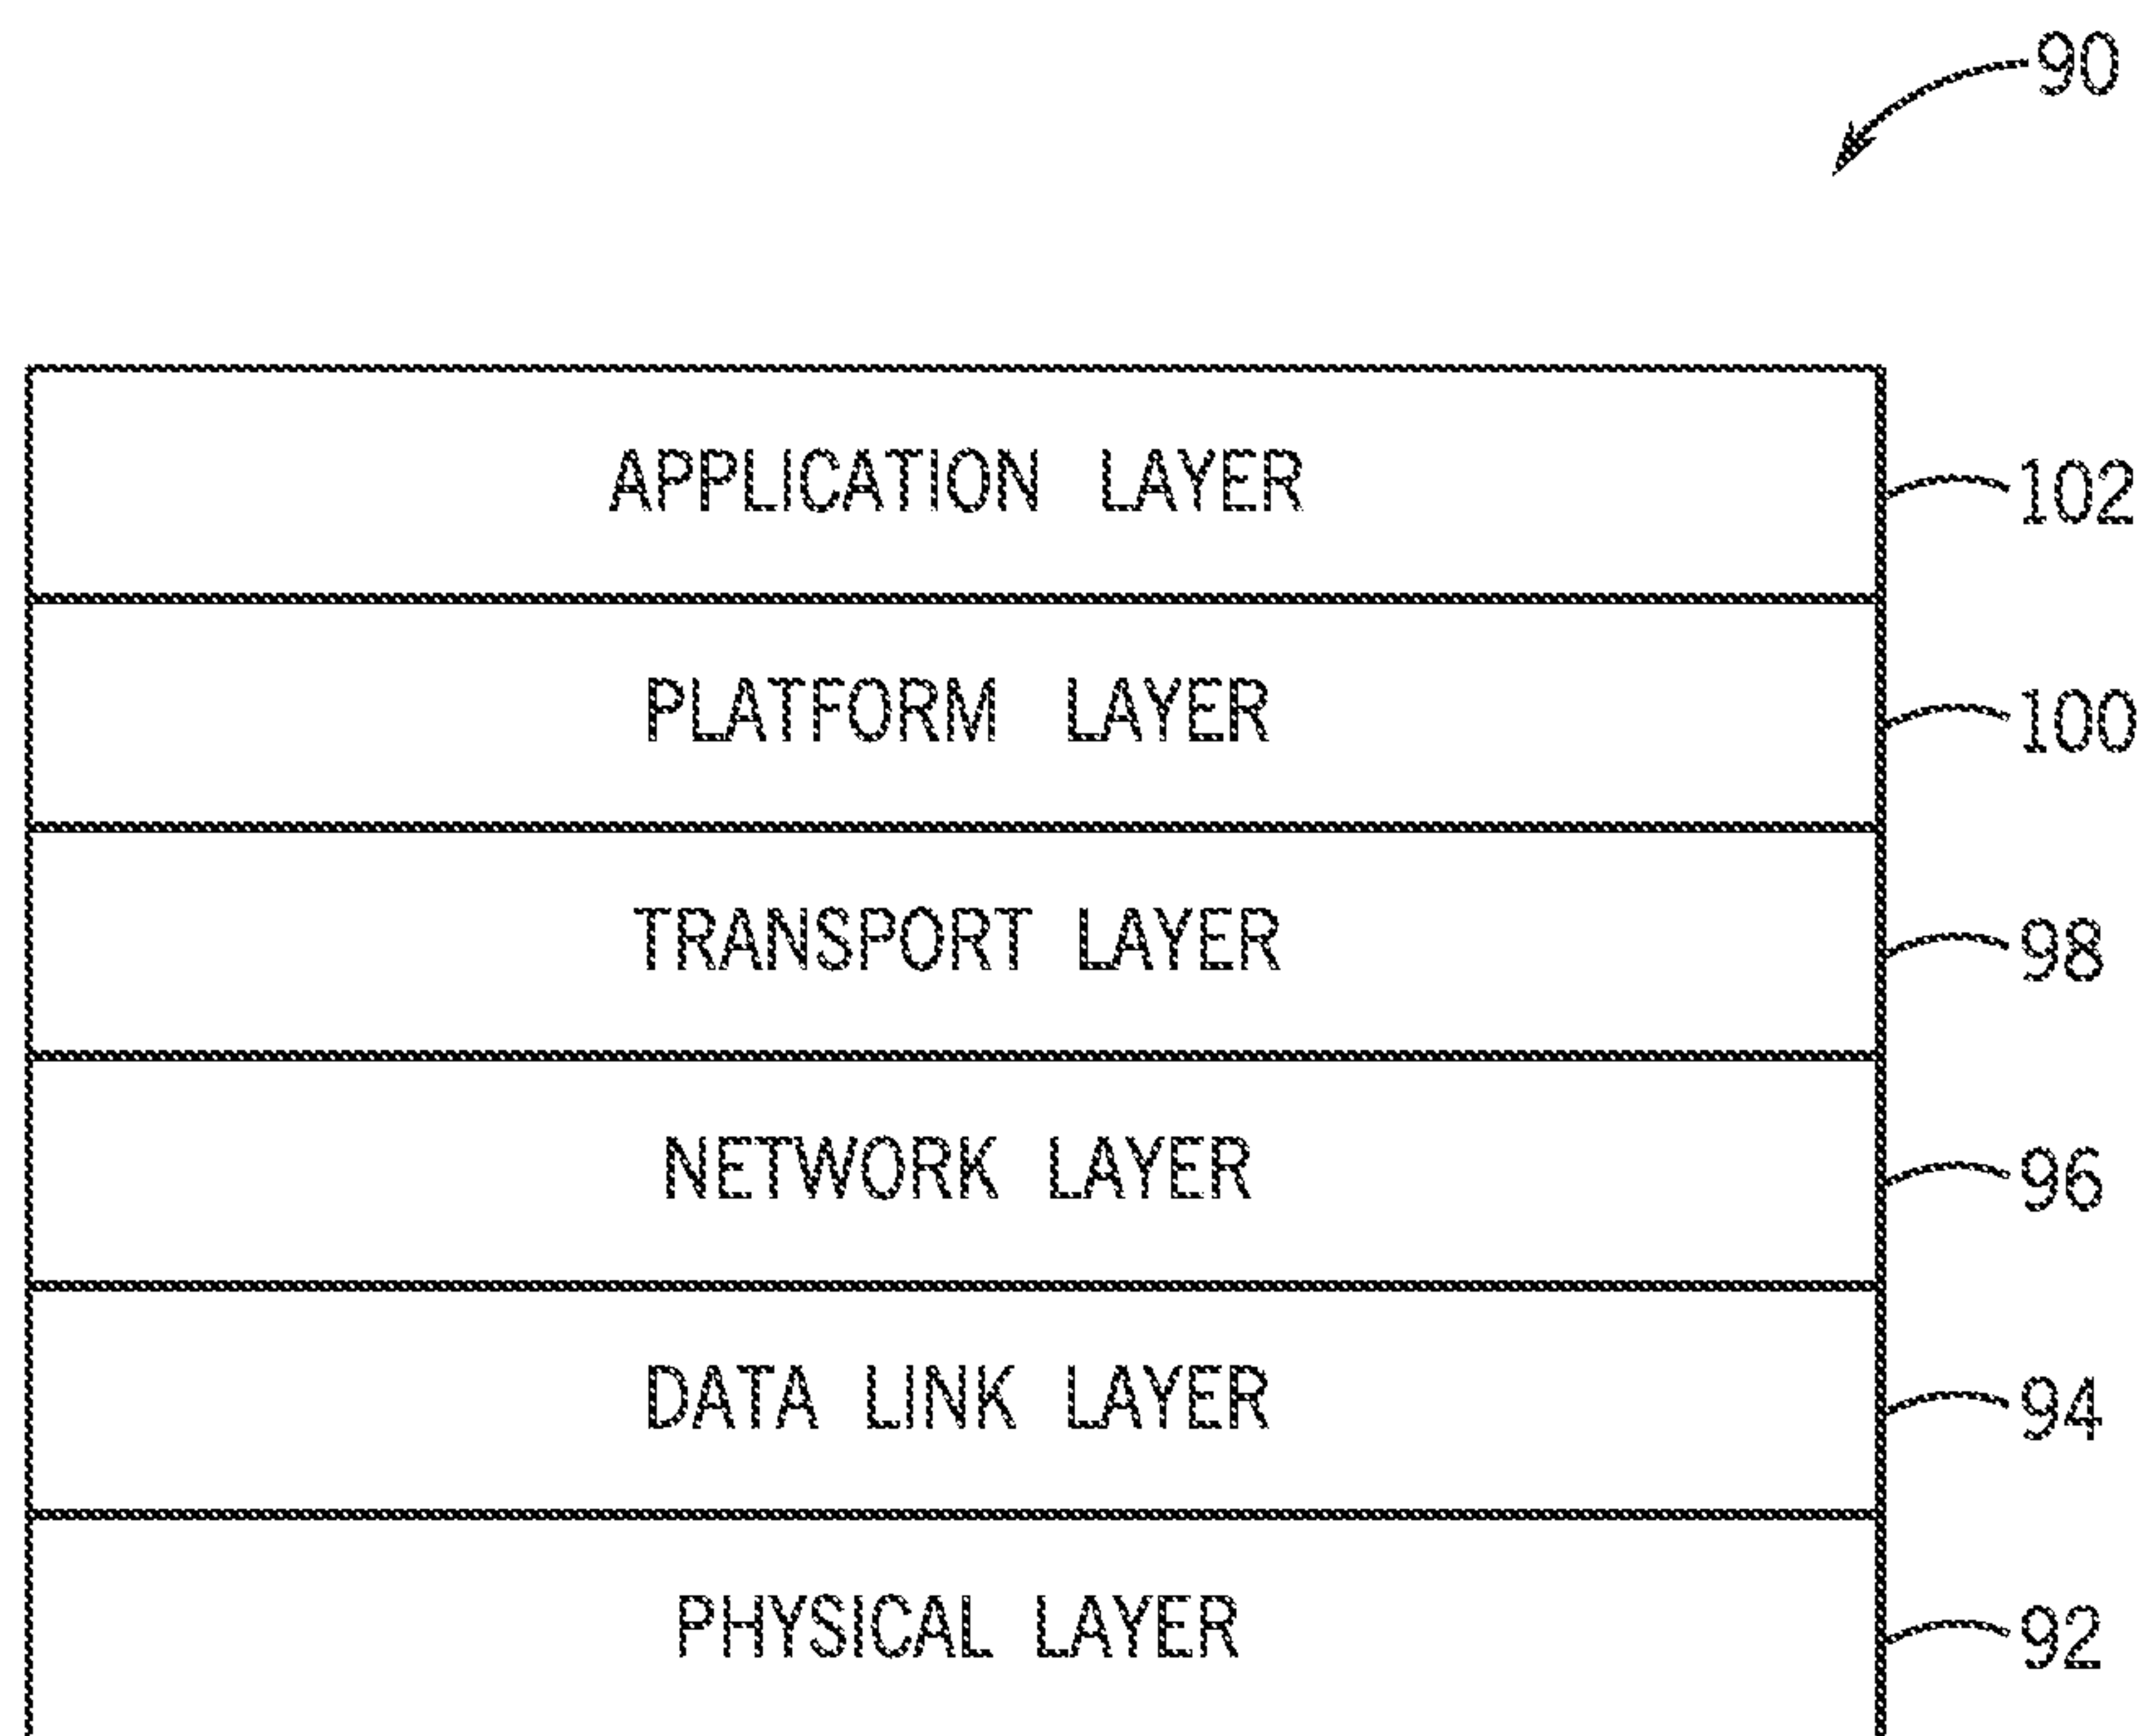 90
APPLICATION LAYER 102
PLATFORM LAYER 100
TRANSPORT LAYER 98
NETWORK LAYER 96
DATA LINK LAYER 94
PHYSICAL LAYER 92